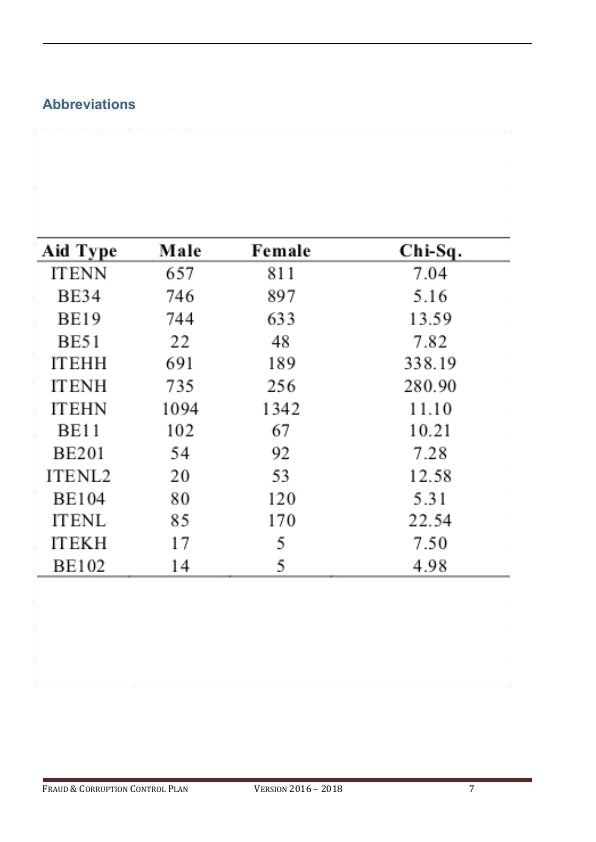 Abbreviations
Aid Type Male Female Chi-Sq.
ITENN 657 811 7.04
BE34 746 897 5.16
BE19 744 633 13.59
BE51 22 48 7.82
ITEHH 691 189 338.19
ITENH 735 256 280.90
ITEHN 1094 1342 11.10
BE11 102 67 10.21
BE201 54 92 7.28
ITENL2 20 53 12.58
BE104 80 120 5.31
ITENL 85 170 22.54
ITEKH 17 5 7.50
BE102 14 5 4.98
FRAUD & CORRUPTION CONTROL PLAN VERSION 2016 – 2018 7